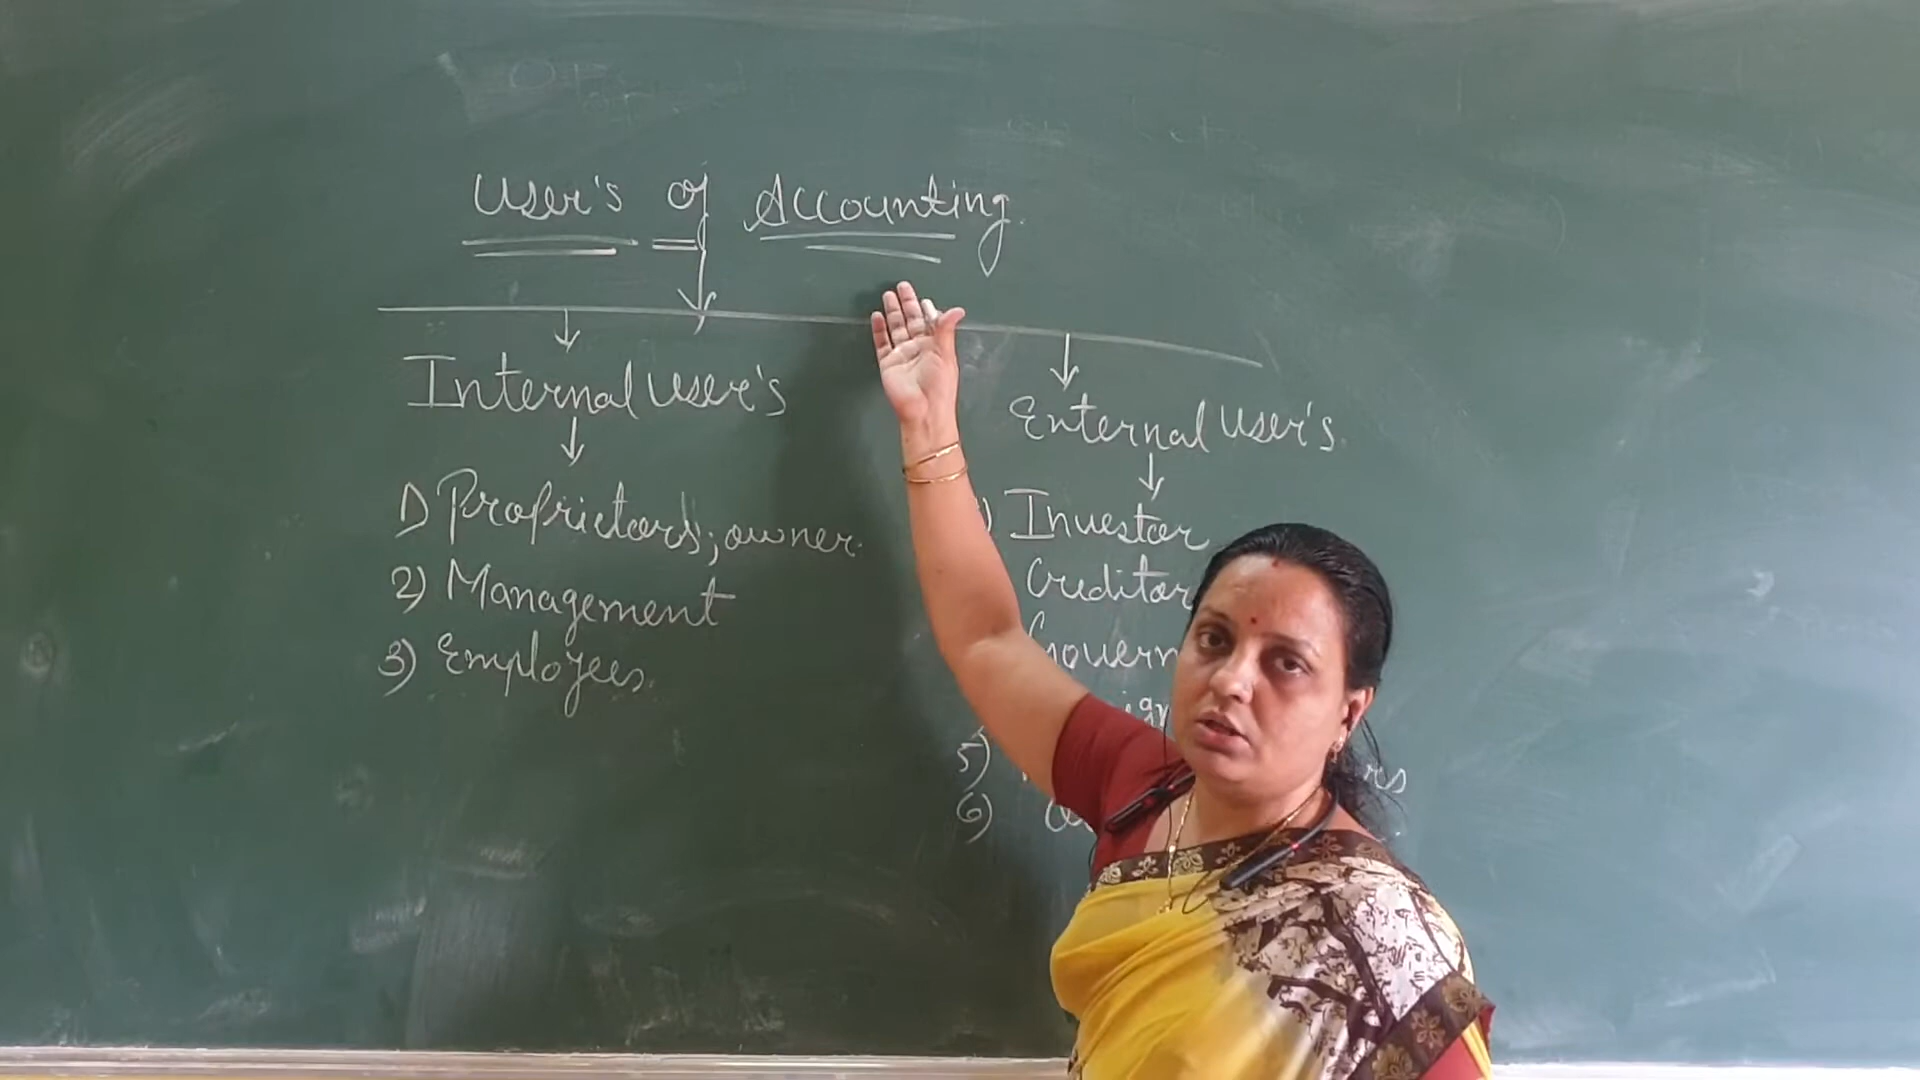 User's of Accounting.
Internal User's
1) Proprietors, owner.
2) Management
3) Employees.
External User's.
1) Investor
Creditor
Govern
5)
6)